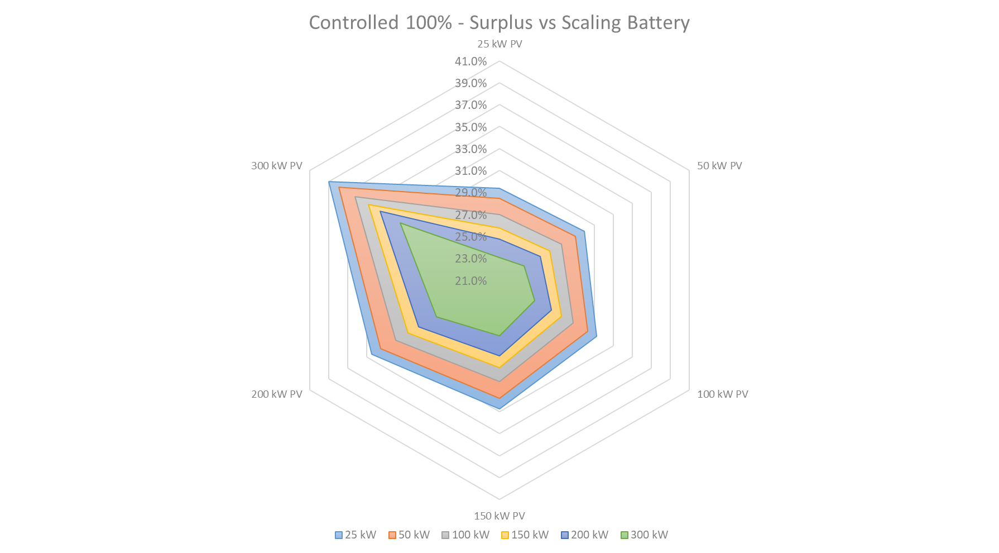 Controlled 100% - Surplus vs Scaling Battery
25 kW PV
41.0%
39.0%
37.0%
35.0%
33.0%
31.0%
29.0%
27.0%
25.0%
23.0%
21.0%
300 kW PV
50 kW PV
200 kW PV
100 kW PV
150 kW PV
25 kW 50 kW 100 kW 150 kW 200 kW 300 kW